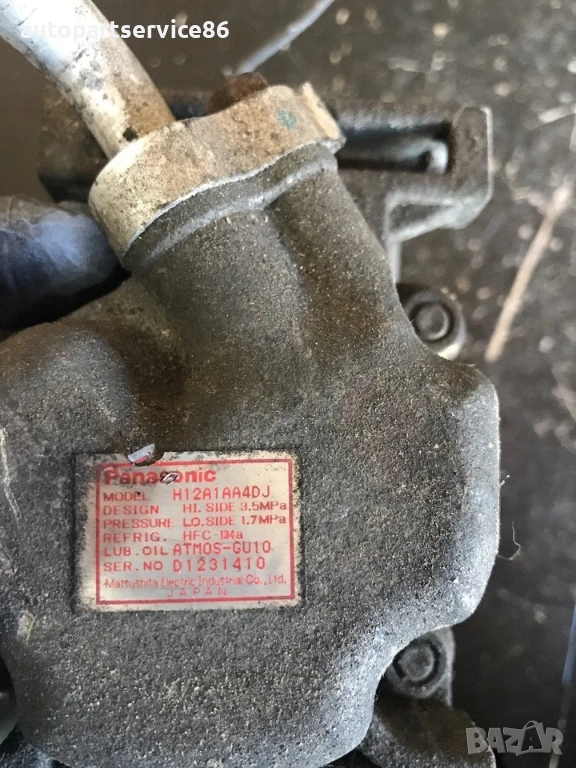 autopartservice86
Panasonic
MODEL H12A1AA4DJ
DESIGN HI.SIDE 3.5MPa
PRESSURE LO.SIDE 1.7MPa
REFRIG. HFC-134a
LUB.OIL ATMOS-GU10
SER.NO D1231410
Matsushita Electric Industrial Co.,Ltd.
JAPAN
BAZAR